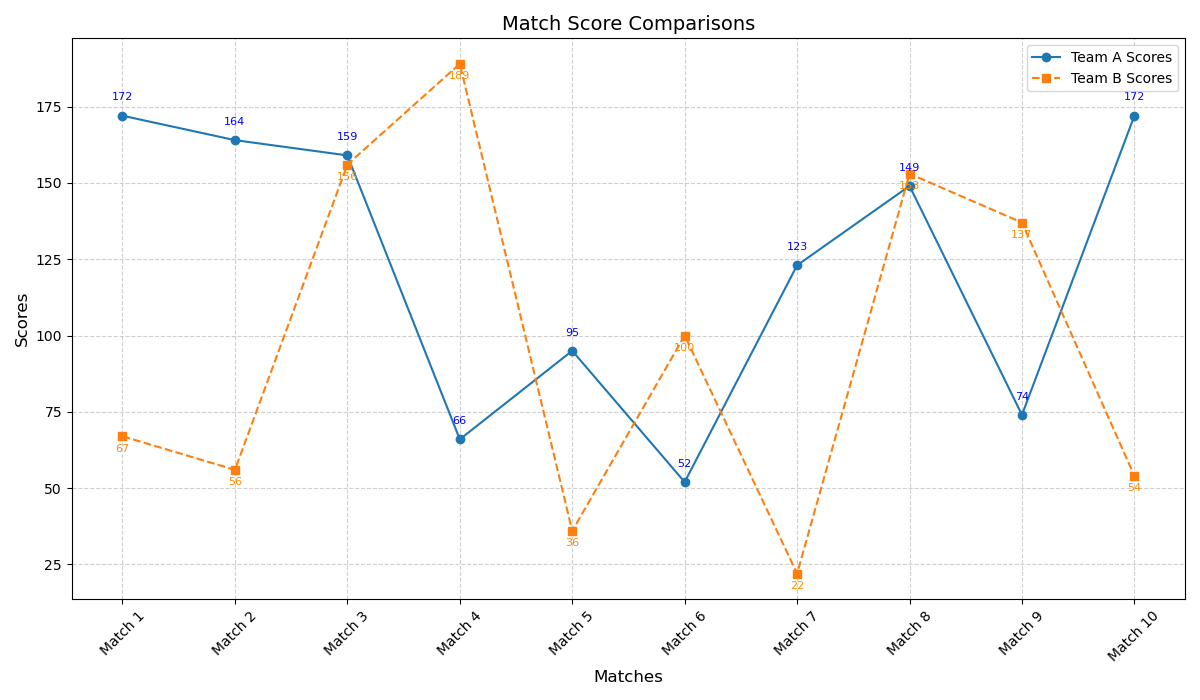 Match Score Comparisons
Team A Scores
Team B Scores
Scores
175
150
125
100
75
50
25
172
164
159
66
95
52
123
149
74
172
67
56
156
189
36
100
22
153
137
54
Match 1
Match 2
Match 3
Match 4
Match 5
Match 6
Match 7
Match 8
Match 9
Match 10
Matches